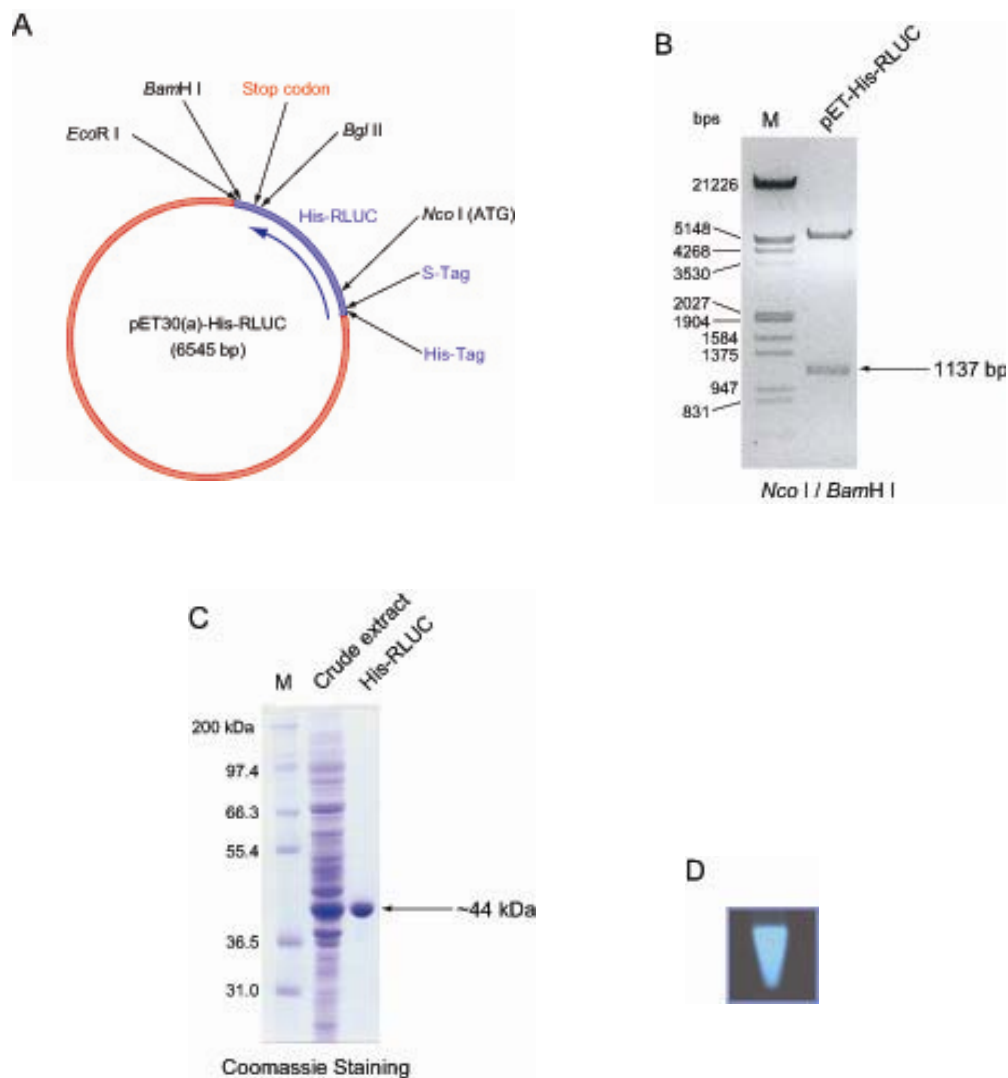 A
BamH I
Stop codon
EcoR I
Bgl II
His-RLUC
Nco I (ATG)
S-Tag
pET30(a)-His-RLUC
(6545 bp)
His-Tag
B
bps
M
pET-His-RLUC
21226
5148
4268
3530
2027
1904
1584
1375
947
831
1137 bp
Nco I / BamH I
C
M
Crude extract
His-RLUC
200 kDa
97.4
66.3
55.4
36.5
31.0
~44 kDa
Coomassie Staining
D